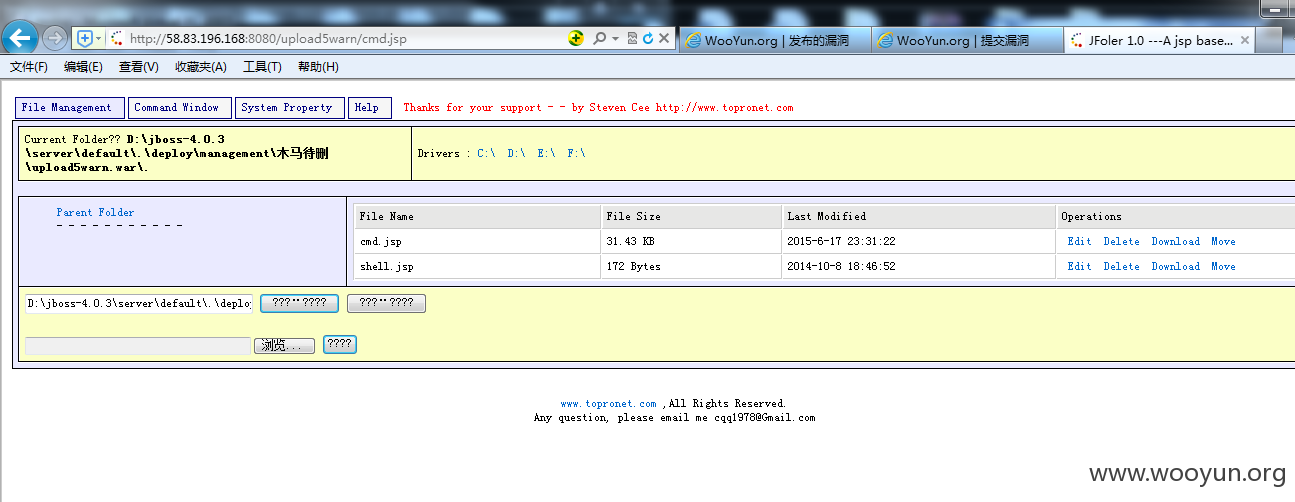 http://58.83.196.168:8080/upload5warn/cmd.jsp
WooYun.org | 发布的漏洞
WooYun.org | 提交漏洞
JFoler 1.0 ---A jsp base...
文件(F) 编辑(E) 查看(V) 收藏夹(A) 工具(T) 帮助(H)
File Management Command Window System Property Help Thanks for your support - - by Steven Cee http://www.topronet.com
Current Folder?? D:\jboss-4.0.3
\server\default\.\deploy\management\木马待删
\upload5warn.war\.
Drivers : C:\ D:\ E:\ F:\
Parent Folder
- - - - - - - - - - -
File Name File Size Last Modified Operations
cmd.jsp 31.43 KB 2015-6-17 23:31:22 Edit Delete Download Move
shell.jsp 172 Bytes 2014-10-8 18:46:52 Edit Delete Download Move
D:\jboss-4.0.3\server\default\.\deploy ???¨???? ???¨????
浏览... ????
www.topronet.com ,All Rights Reserved.
Any question, please email me cqq1978@Gmail.com
www.wooyun.org